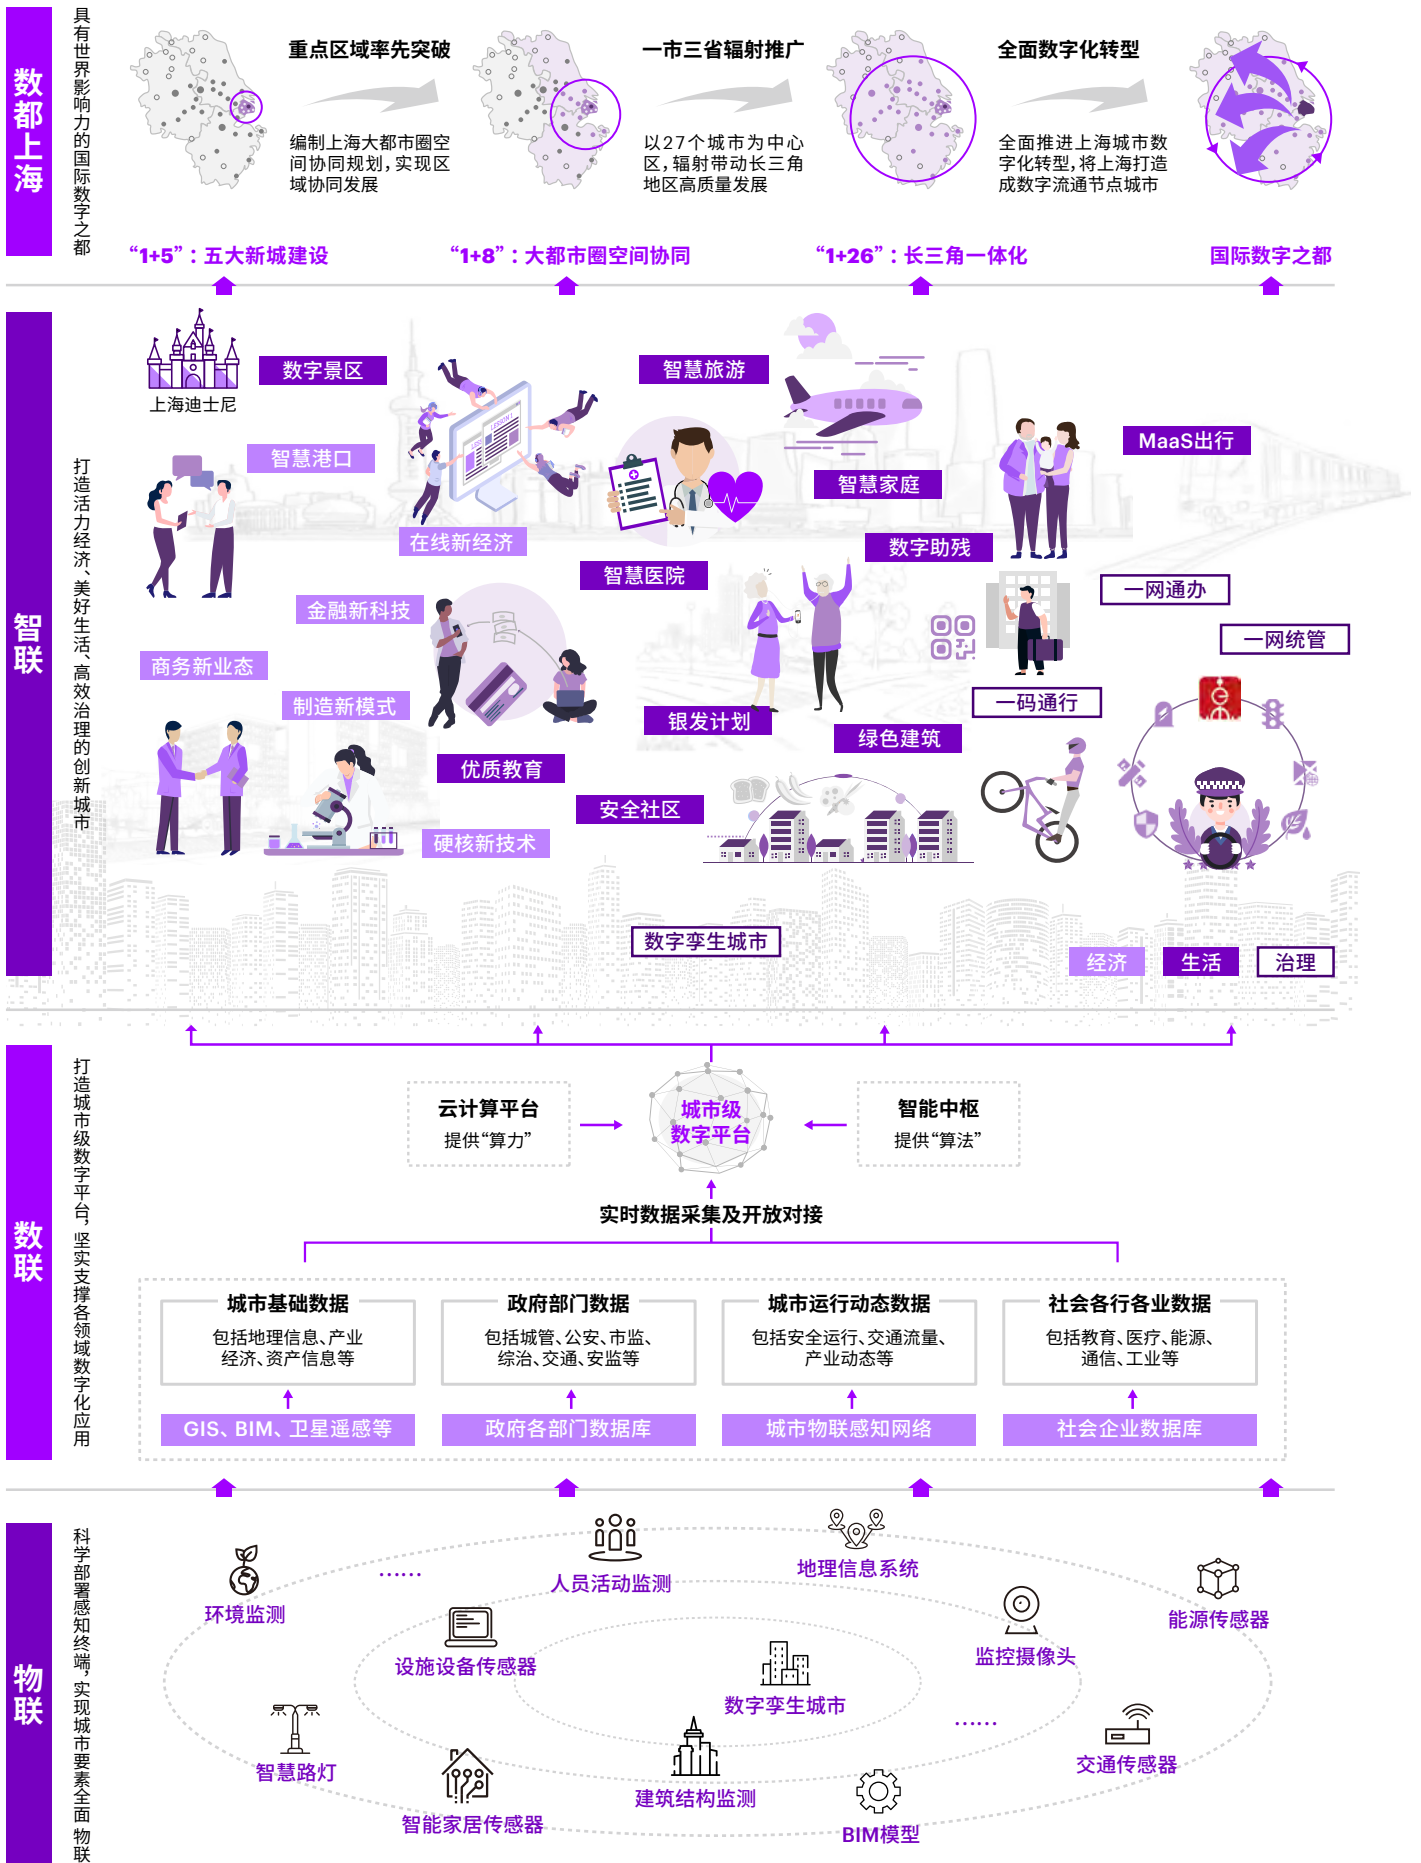 数都上海
具有世界影响力的国际数字之都
重点区域率先突破
编制上海大都市圈空
间协同规划，实现区
域协同发展
一市三省辐射推广
以27个城市为中心
区，辐射带动长三角
地区高质量发展
全面数字化转型
全面推进上海城市数
字化转型，将上海打造
成数字流通节点城市
“1+5”：五大新城建设
“1+8”：大都市圈空间协同
“1+26”：长三角一体化
国际数字之都
智联
打造活力经济、美好生活、高效治理的创新城市
上海迪士尼
数字景区
智慧旅游
MaaS出行
智慧港口
智慧家庭
LESSON 1
在线新经济
数字助残
智慧医院
一网通办
金融新科技
一网统管
商务新业态
一码通行
制造新模式
银发计划
绿色建筑
优质教育
安全社区
硬核新技术
数字孪生城市
经济
生活
治理
数联
打造城市级数字平台，坚实支撑各领域数字化应用
云计算平台
提供“算力”
城市级
数字平台
智能中枢
提供“算法”
实时数据采集及开放对接
城市基础数据
包括地理信息、产业
经济、资产信息等
政府部门数据
包括城管、公安、市监、
综治、交通、安监等
城市运行动态数据
包括安全运行、交通流量、
产业动态等
社会各行各业数据
包括教育、医疗、能源、
通信、工业等
GIS、BIM、卫星遥感等
政府各部门数据库
城市物联感知网络
社会企业数据库
物联
科学部署感知终端，实现城市要素全面 物联
环境监测
……
人员活动监测
地理信息系统
能源传感器
设施设备传感器
监控摄像头
数字孪生城市
……
智慧路灯
交通传感器
建筑结构监测
智能家居传感器
BIM模型